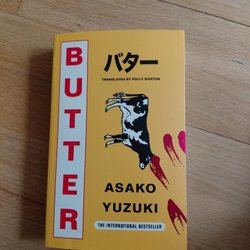 BUTTER
バター
TRANSLATED BY POLLY BARTON
ASAKO
YUZUKI
THE INTERNATIONAL BESTSELLER